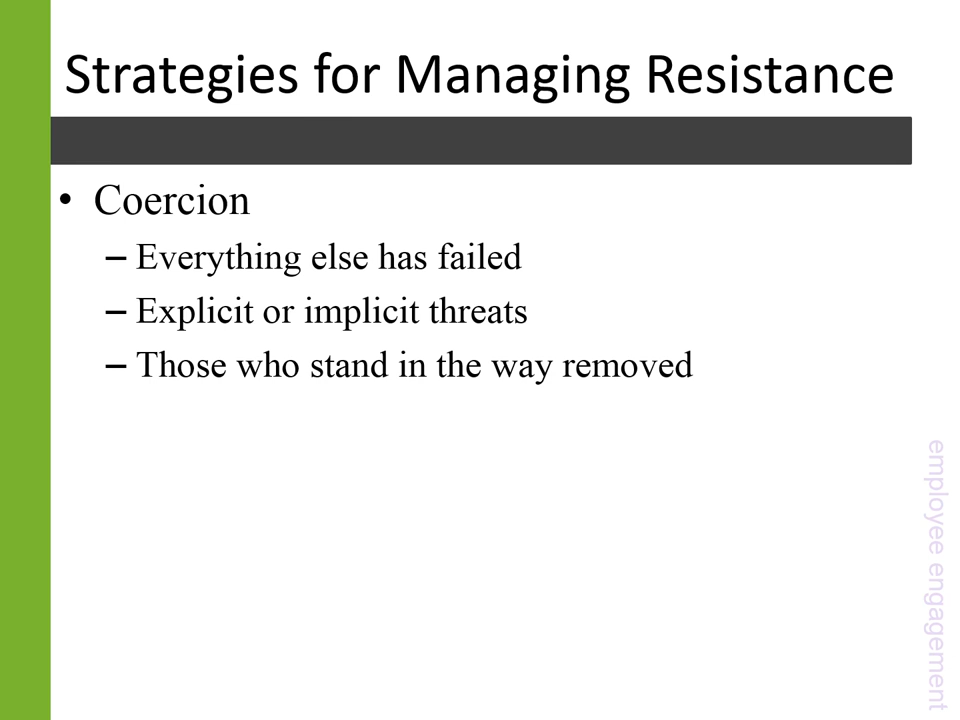 Strategies for Managing Resistance
• Coercion
– Everything else has failed
– Explicit or implicit threats
– Those who stand in the way removed
employee engagement